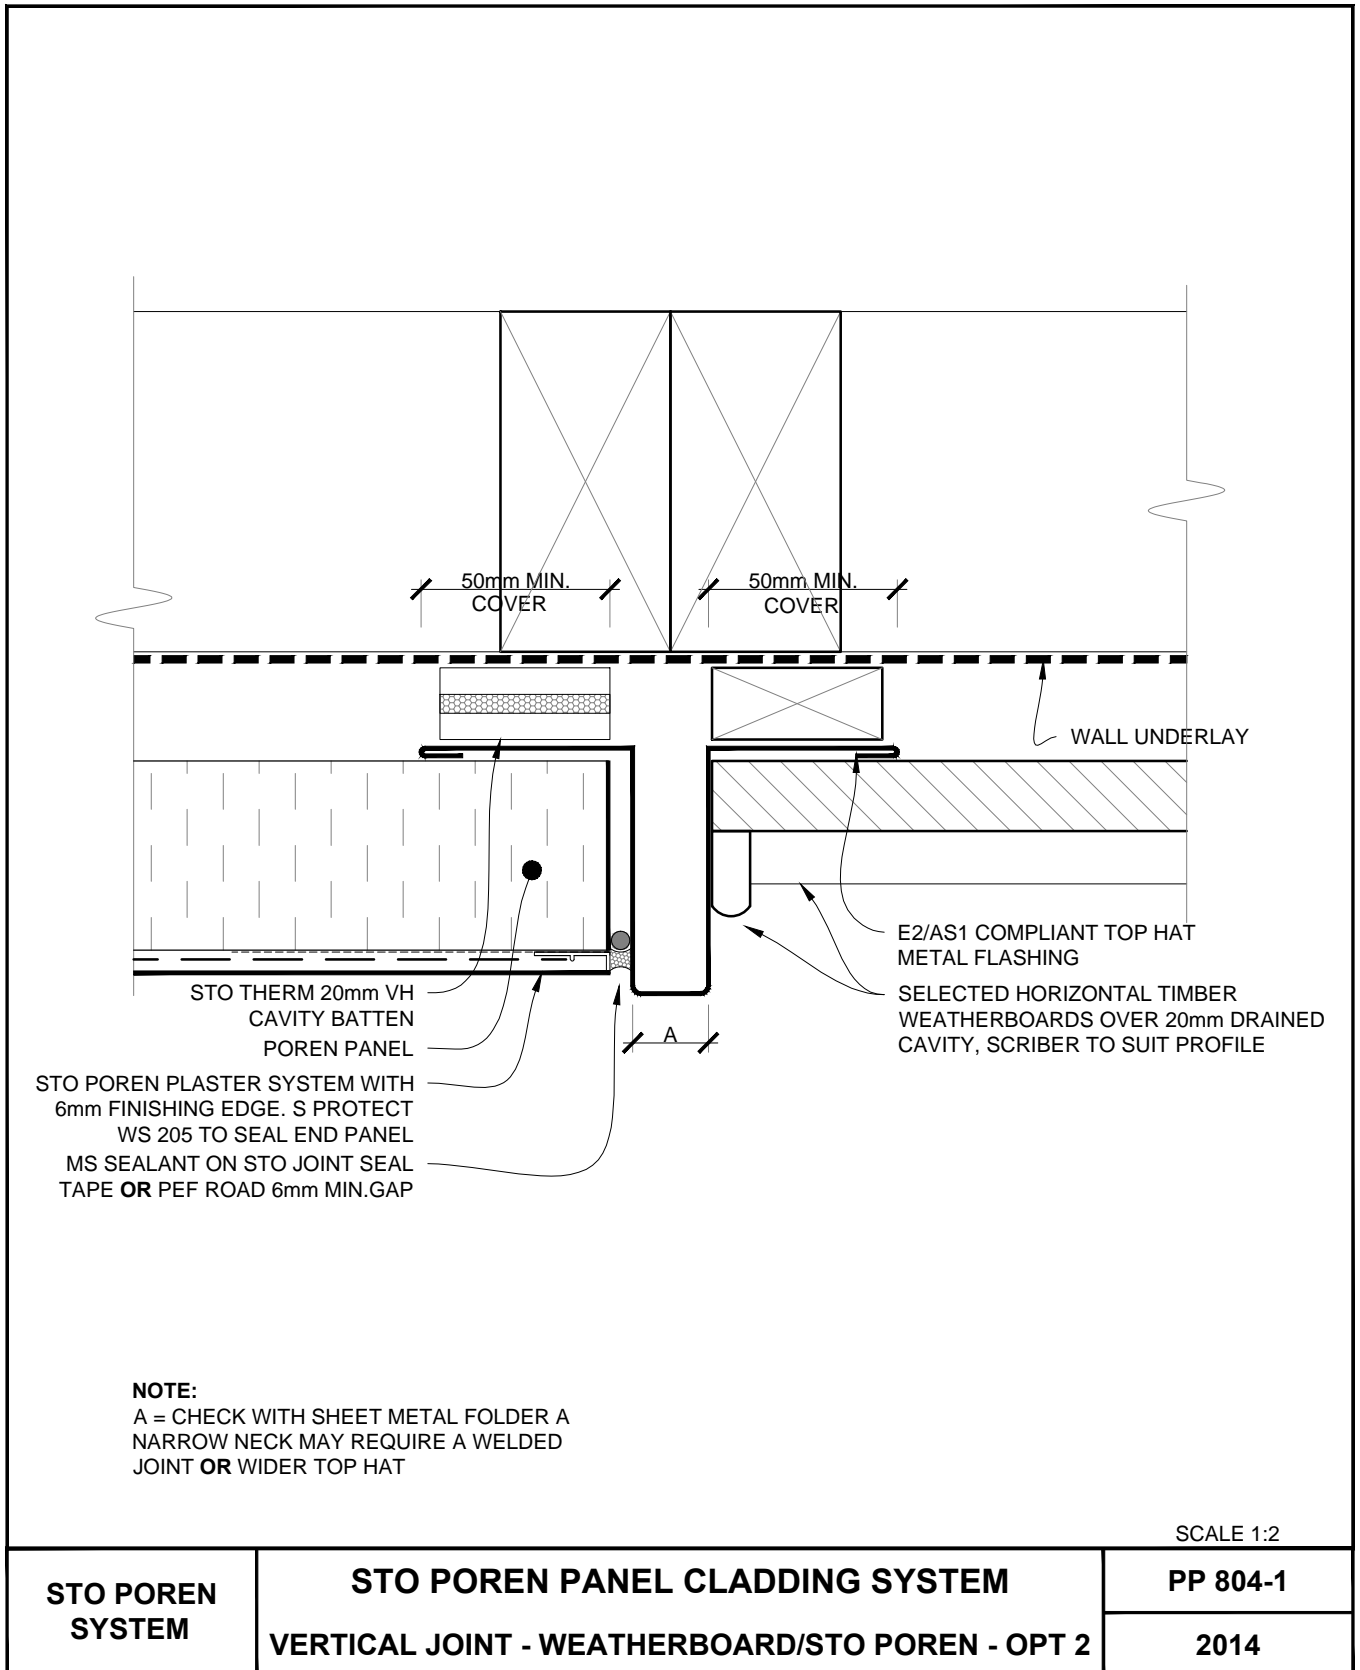 50mm MIN.
COVER
50mm MIN.
COVER
WALL UNDERLAY
E2/AS1 COMPLIANT TOP HAT
METAL FLASHING
SELECTED HORIZONTAL TIMBER
WEATHERBOARDS OVER 20mm DRAINED
CAVITY, SCRIBER TO SUIT PROFILE
A
STO THERM 20mm VH
CAVITY BATTEN
POREN PANEL
STO POREN PLASTER SYSTEM WITH
6mm FINISHING EDGE. S PROTECT
WS 205 TO SEAL END PANEL
MS SEALANT ON STO JOINT SEAL
TAPE OR PEF ROAD 6mm MIN.GAP
NOTE:
A = CHECK WITH SHEET METAL FOLDER A
NARROW NECK MAY REQUIRE A WELDED
JOINT OR WIDER TOP HAT
SCALE 1:2
STO POREN
SYSTEM
STO POREN PANEL CLADDING SYSTEM
VERTICAL JOINT - WEATHERBOARD/STO POREN - OPT 2
PP 804-1
2014